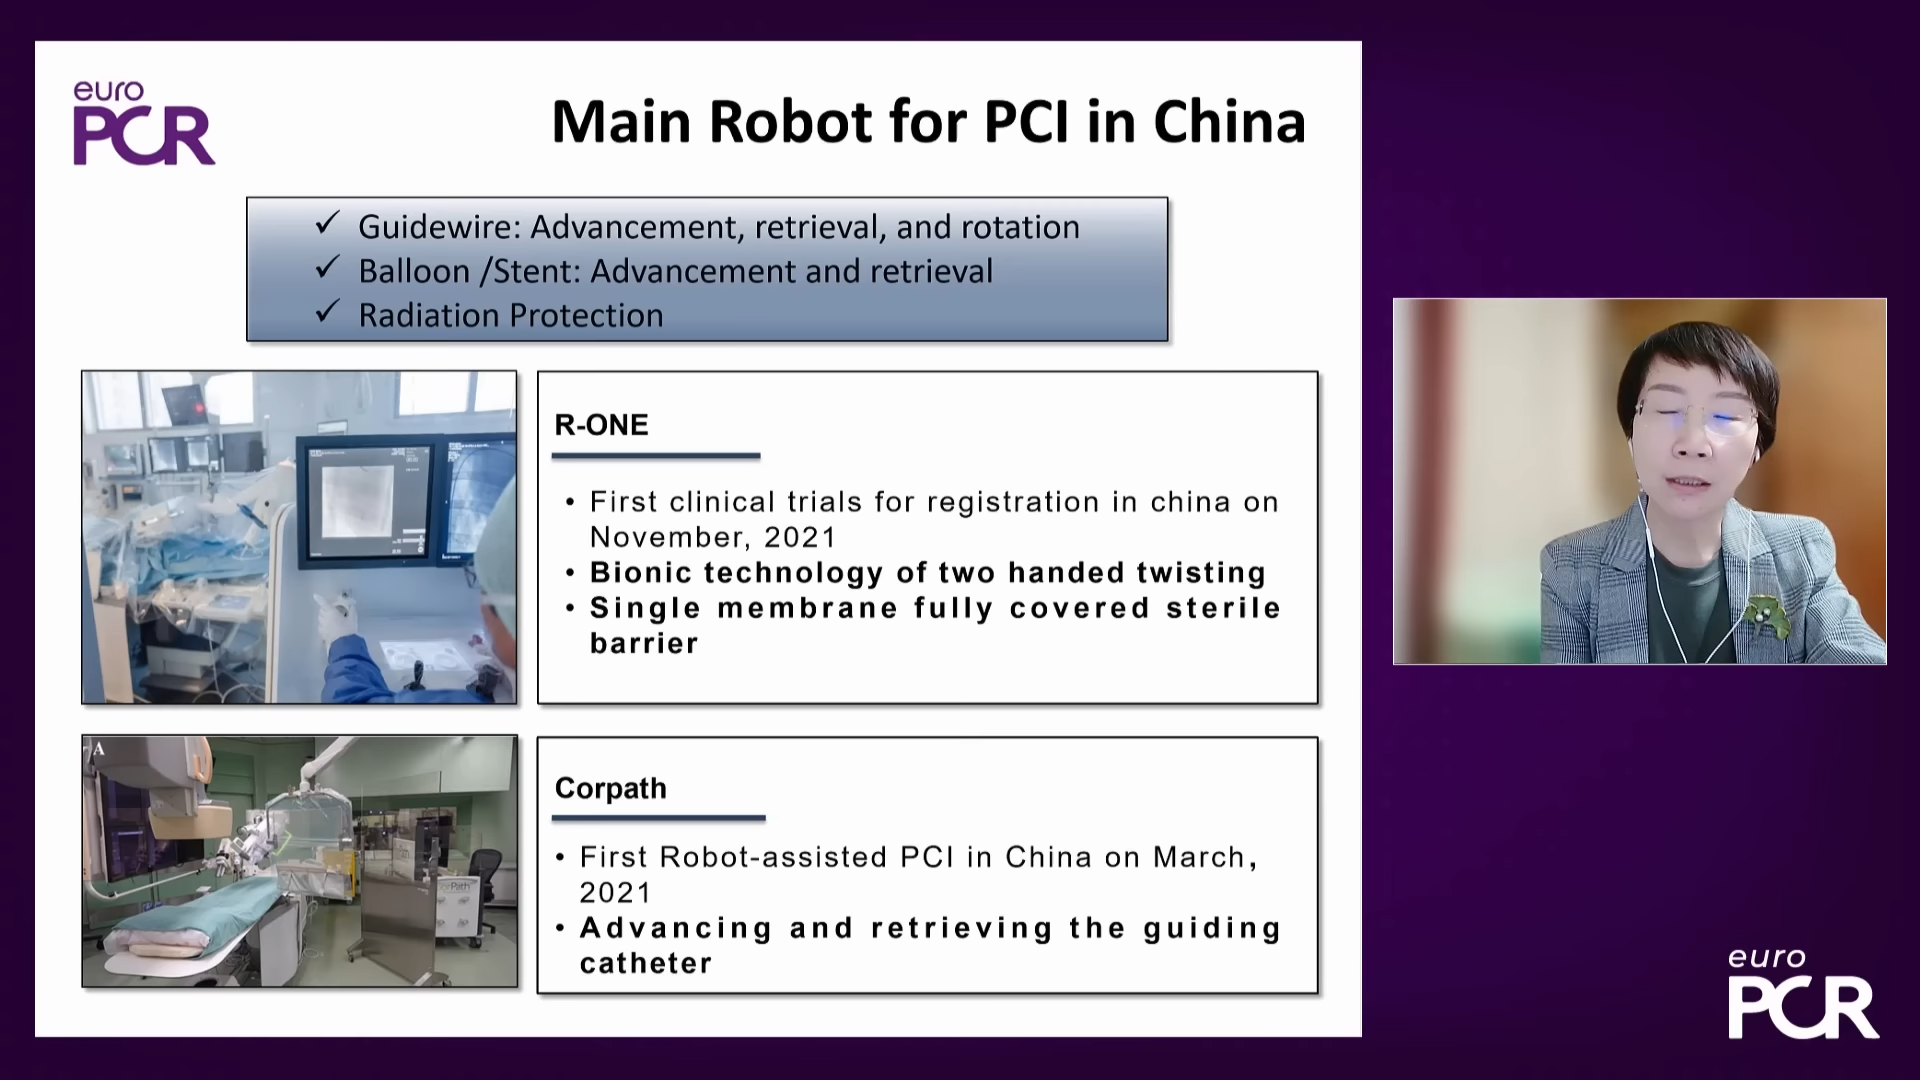 euro
PCR
Main Robot for PCI in China
✓ Guidewire: Advancement, retrieval, and rotation
✓ Balloon /Stent: Advancement and retrieval
✓ Radiation Protection
R-ONE
• First clinical trials for registration in china on
November, 2021
• Bionic technology of two handed twisting
• Single membrane fully covered sterile
barrier
A
Corpath
• First Robot-assisted PCI in China on March,
2021
• Advancing and retrieving the guiding
catheter
euro
PCR